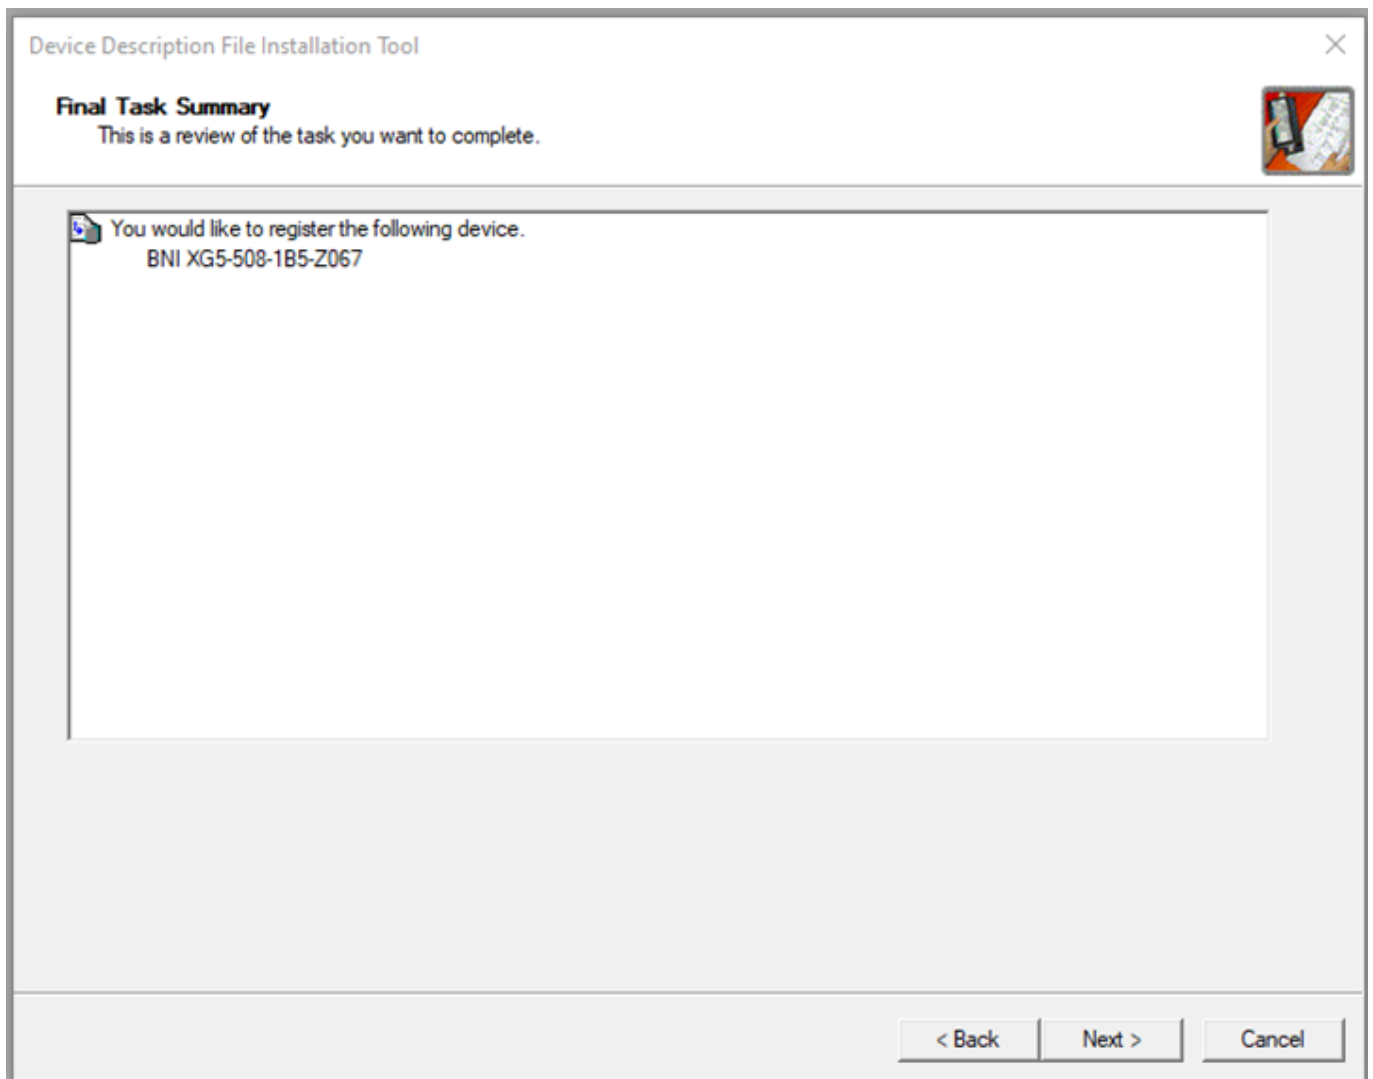 Device Description File Installation Tool
Final Task Summary
This is a review of the task you want to complete.
You would like to register the following device.
BNI XG5-508-1B5-Z067
< Back
Next >
Cancel